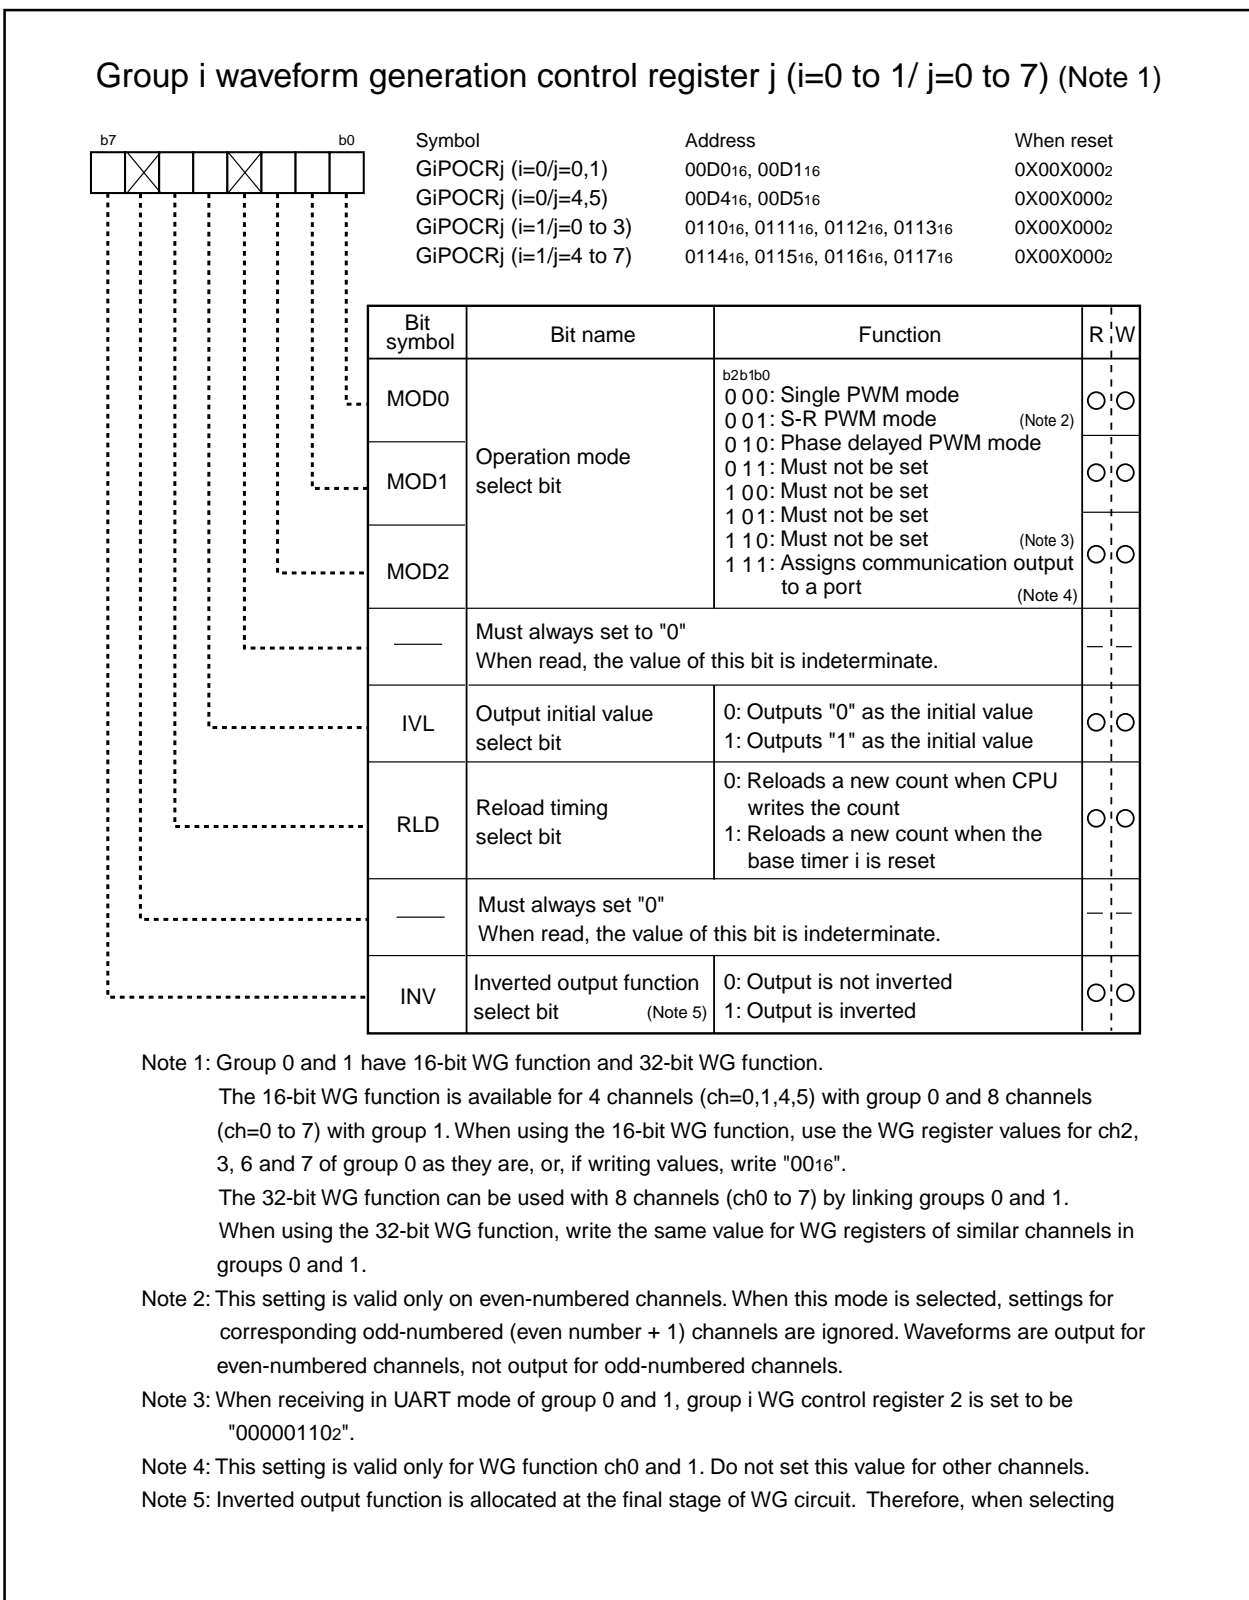 Group i waveform generation control register j (i=0 to 1/ j=0 to 7) (Note 1)
b7 b0
Symbol Address When reset
GiPOCRj (i=0/j=0,1) 00D016, 00D116 0X00X0002
GiPOCRj (i=0/j=4,5) 00D416, 00D516 0X00X0002
GiPOCRj (i=1/j=0 to 3) 011016, 011116, 011216, 011316 0X00X0002
GiPOCRj (i=1/j=4 to 7) 011416, 011516, 011616, 011716 0X00X0002
Bit symbol Bit name Function R W
MOD0
MOD1
MOD2
Operation mode
select bit
b2b1b0
0 0 0: Single PWM mode
0 0 1: S-R PWM mode (Note 2)
0 1 0: Phase delayed PWM mode
0 1 1: Must not be set
1 0 0: Must not be set
1 0 1: Must not be set
1 1 0: Must not be set (Note 3)
1 1 1: Assigns communication output
to a port (Note 4)
Must always set to "0"
When read, the value of this bit is indeterminate.
IVL
Output initial value
select bit
0: Outputs "0" as the initial value
1: Outputs "1" as the initial value
RLD
Reload timing
select bit
0: Reloads a new count when CPU
writes the count
1: Reloads a new count when the
base timer i is reset
Must always set "0"
When read, the value of this bit is indeterminate.
INV
Inverted output function
select bit (Note 5)
0: Output is not inverted
1: Output is inverted
Note 1: Group 0 and 1 have 16-bit WG function and 32-bit WG function.
The 16-bit WG function is available for 4 channels (ch=0,1,4,5) with group 0 and 8 channels
(ch=0 to 7) with group 1. When using the 16-bit WG function, use the WG register values for ch2,
3, 6 and 7 of group 0 as they are, or, if writing values, write "0016".
The 32-bit WG function can be used with 8 channels (ch0 to 7) by linking groups 0 and 1.
When using the 32-bit WG function, write the same value for WG registers of similar channels in
groups 0 and 1.
Note 2: This setting is valid only on even-numbered channels. When this mode is selected, settings for
corresponding odd-numbered (even number + 1) channels are ignored. Waveforms are output for
even-numbered channels, not output for odd-numbered channels.
Note 3: When receiving in UART mode of group 0 and 1, group i WG control register 2 is set to be
"000001102".
Note 4: This setting is valid only for WG function ch0 and 1. Do not set this value for other channels.
Note 5: Inverted output function is allocated at the final stage of WG circuit. Therefore, when selecting